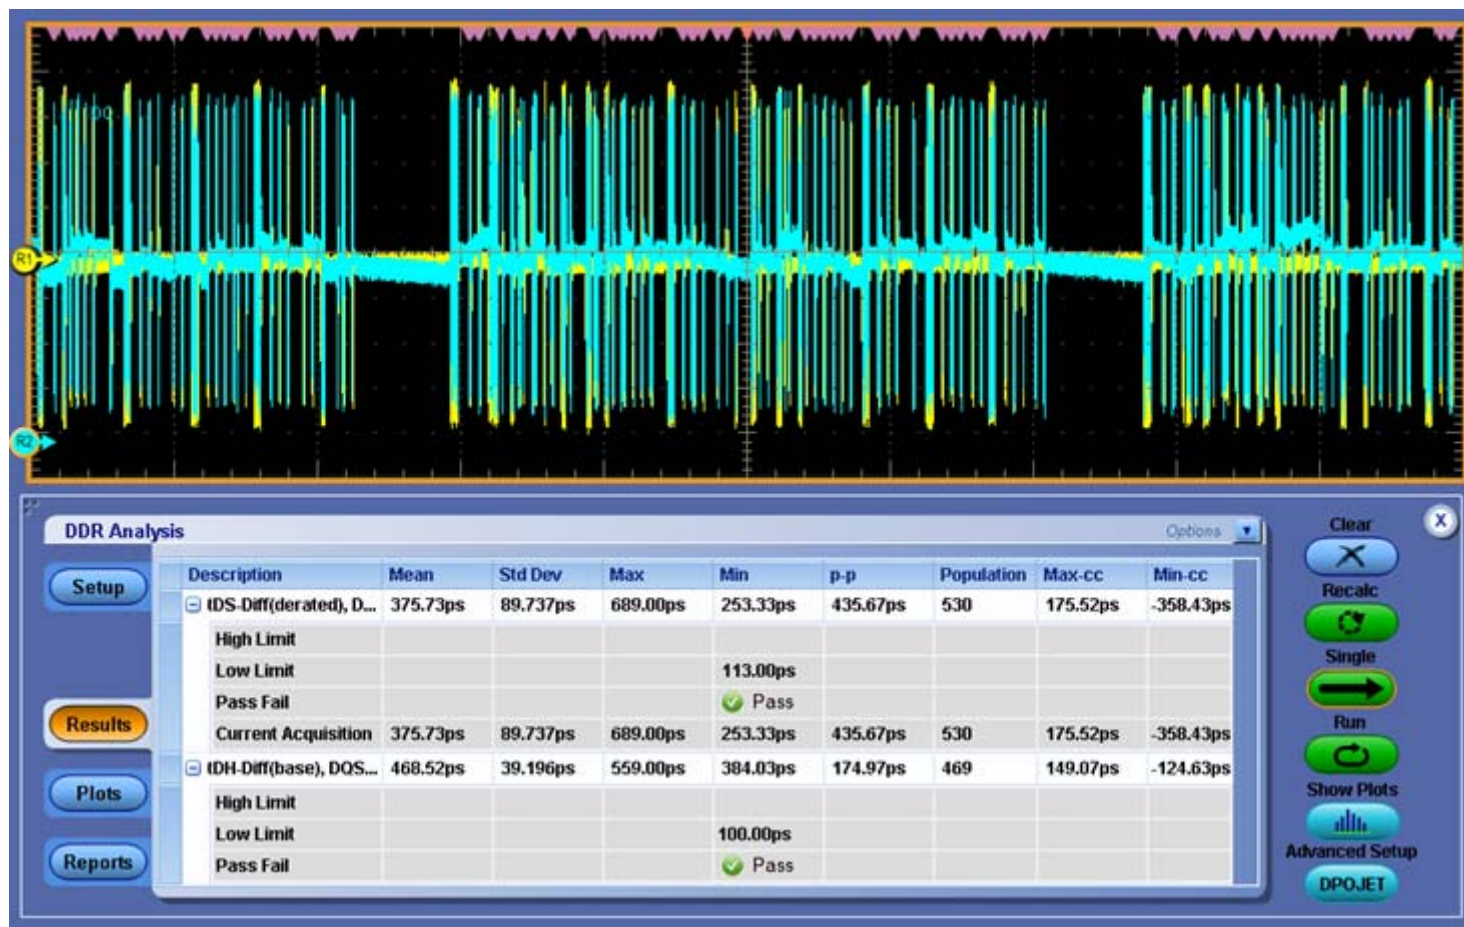 R1
R2
DDR Analysis
Options
Setup
Results
Plots
Reports
Description Mean Std Dev Max Min p-p Population Max-cc Min-cc
tDS-Diff(derated), D... 375.73ps 89.737ps 689.00ps 253.33ps 435.67ps 530 175.52ps -358.43ps
High Limit
Low Limit 113.00ps
Pass Fail Pass
Current Acquisition 375.73ps 89.737ps 689.00ps 253.33ps 435.67ps 530 175.52ps -358.43ps
tDH-Diff(base), DQS... 468.52ps 39.196ps 559.00ps 384.03ps 174.97ps 469 149.07ps -124.63ps
High Limit
Low Limit 100.00ps
Pass Fail Pass
X
Clear
Recalc
Single
Run
Show Plots
Advanced Setup
DPOJET